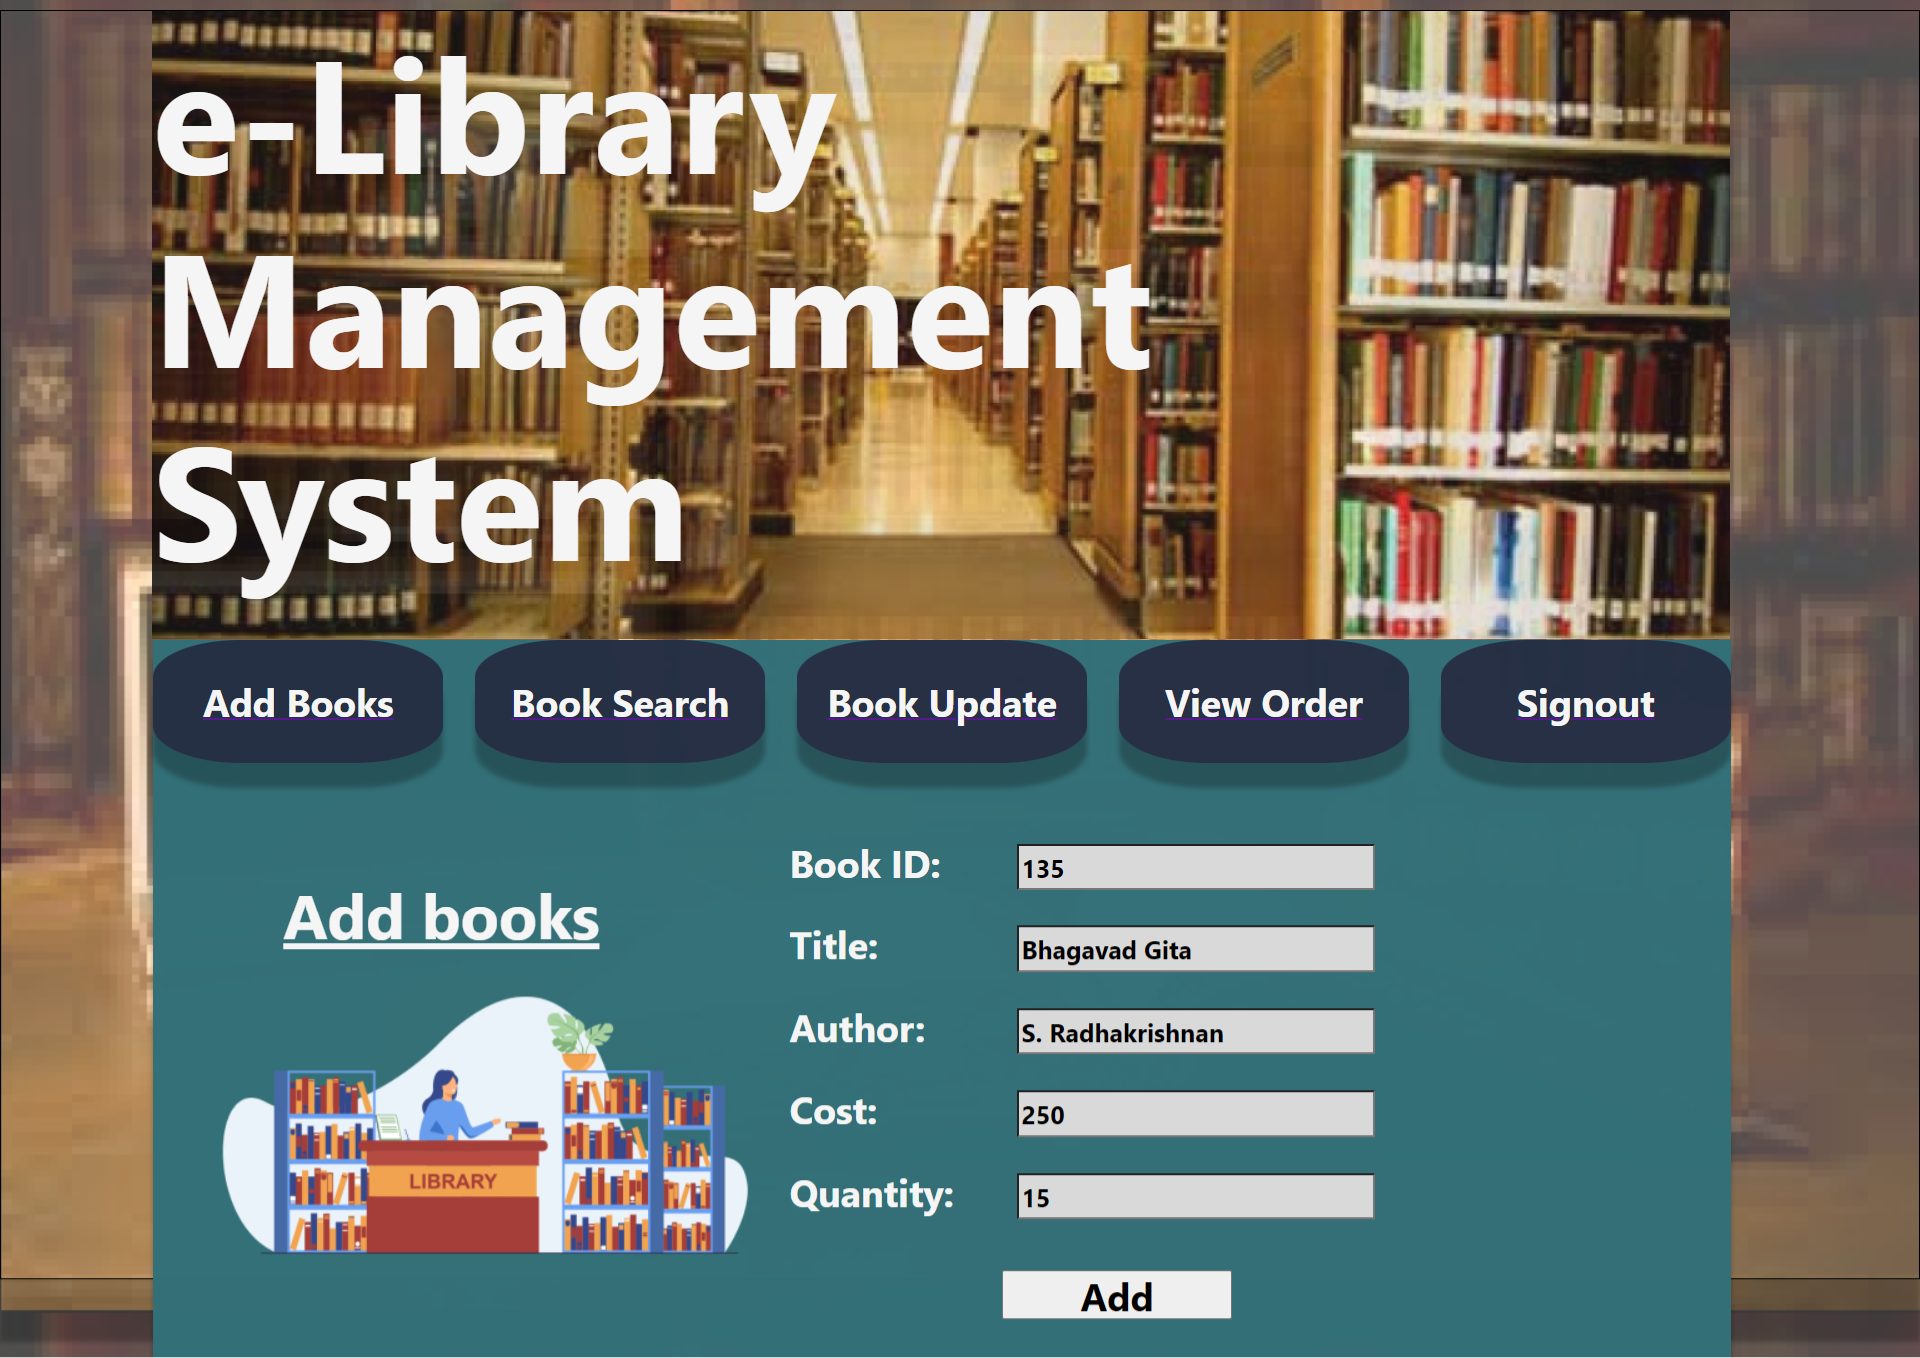 e-Library
Management
System
Add Books
Book Search
Book Update
View Order
Signout
Add books
LIBRARY
Book ID:
135
Title:
Bhagavad Gita
Author:
S. Radhakrishnan
Cost:
250
Quantity:
15
Add